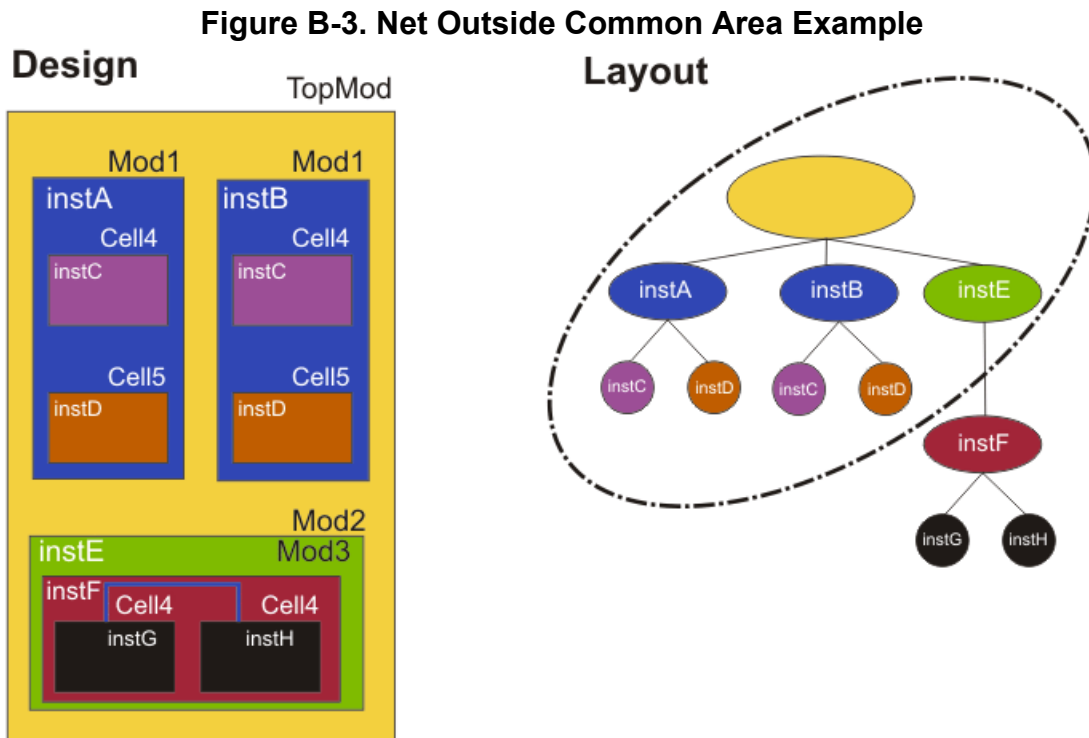 Figure B-3. Net Outside Common Area Example
Design
TopMod
Mod1
Mod1
instA
instB
Cell4
Cell4
instC
instC
Cell5
Cell5
instD
instD
Mod2
instE
Mod3
instF
Cell4
Cell4
instG
instH
Layout
instA
instB
instE
instC
instD
instC
instD
instF
instG
instH